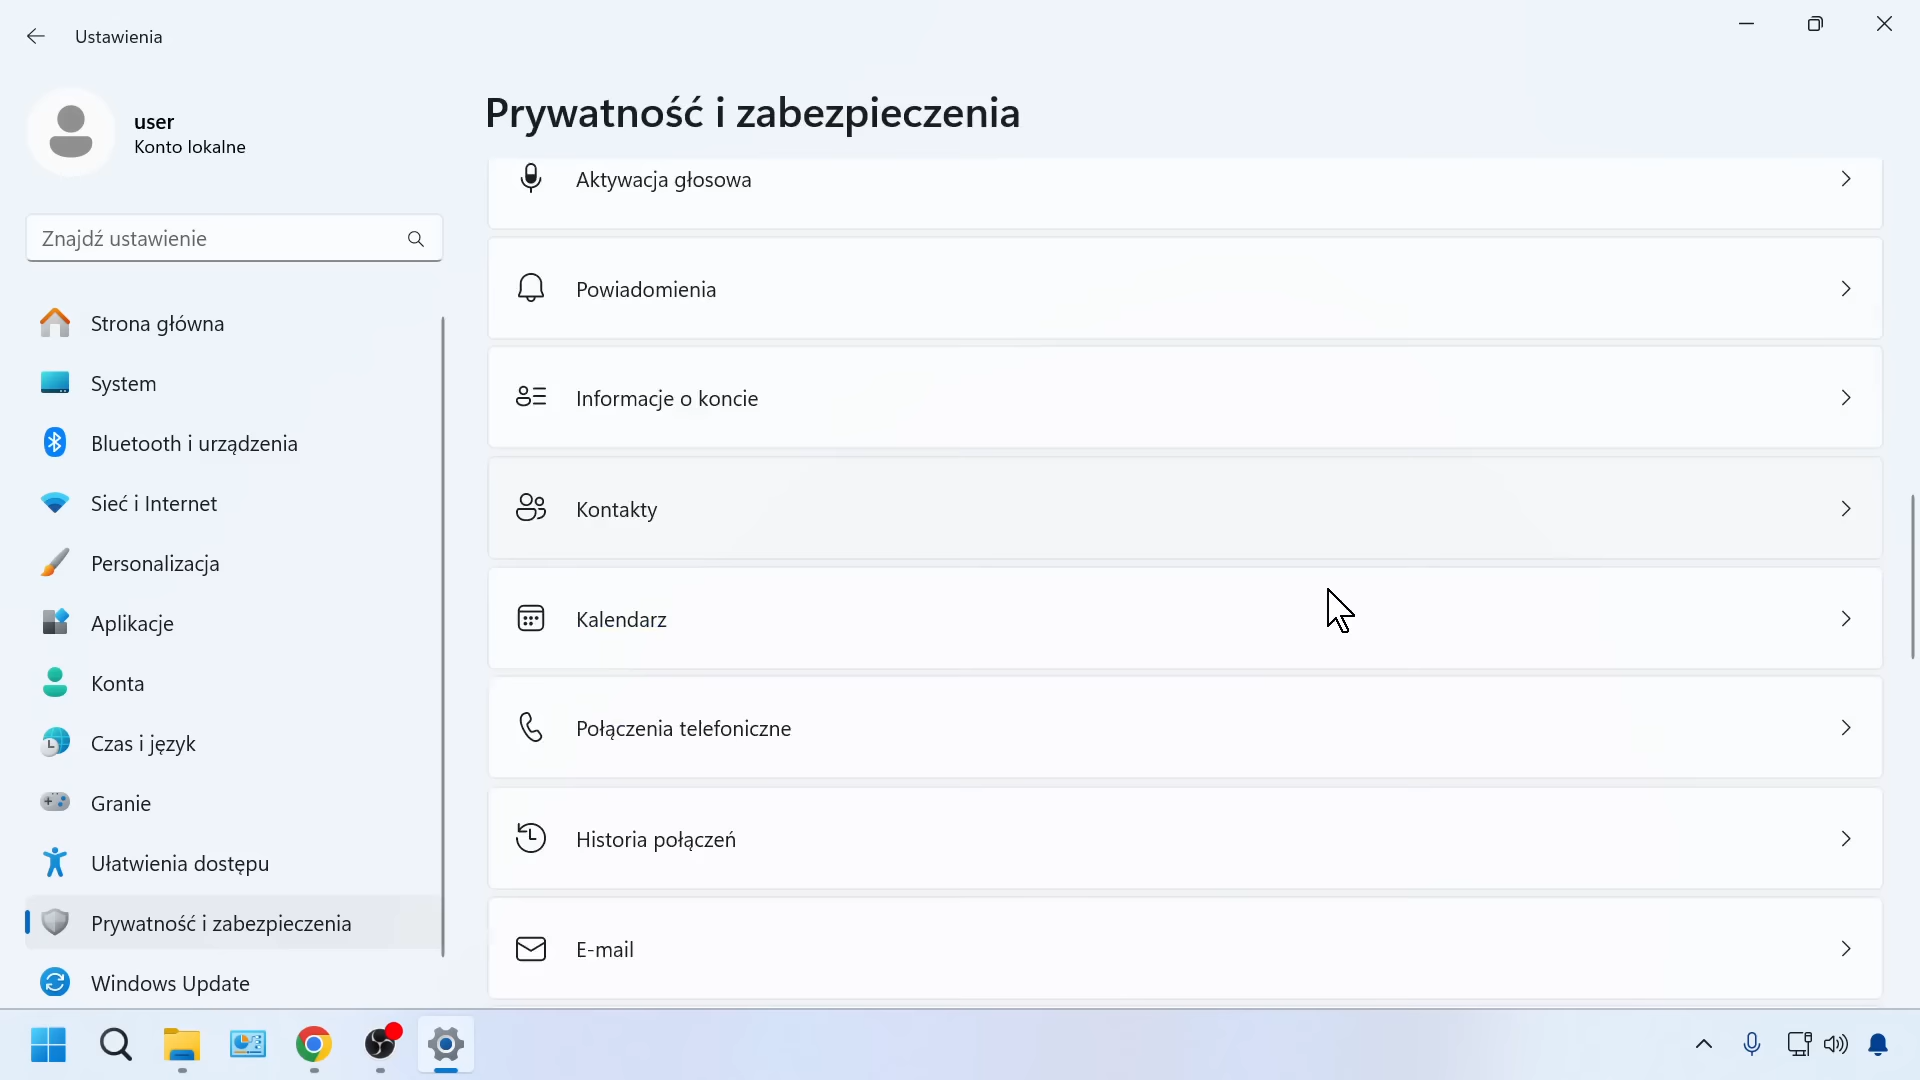 Ustawienia
user
Konto lokalne
Znajdź ustawienie
Strona główna
System
Bluetooth i urządzenia
Sieć i Internet
Personalizacja
Aplikacje
Konta
Czas i język
Granie
Ułatwienia dostępu
Prywatność i zabezpieczenia
Windows Update
Prywatność i zabezpieczenia
Aktywacja głosowa
Powiadomienia
Informacje o koncie
Kontakty
Kalendarz
Połączenia telefoniczne
Historia połączeń
E-mail